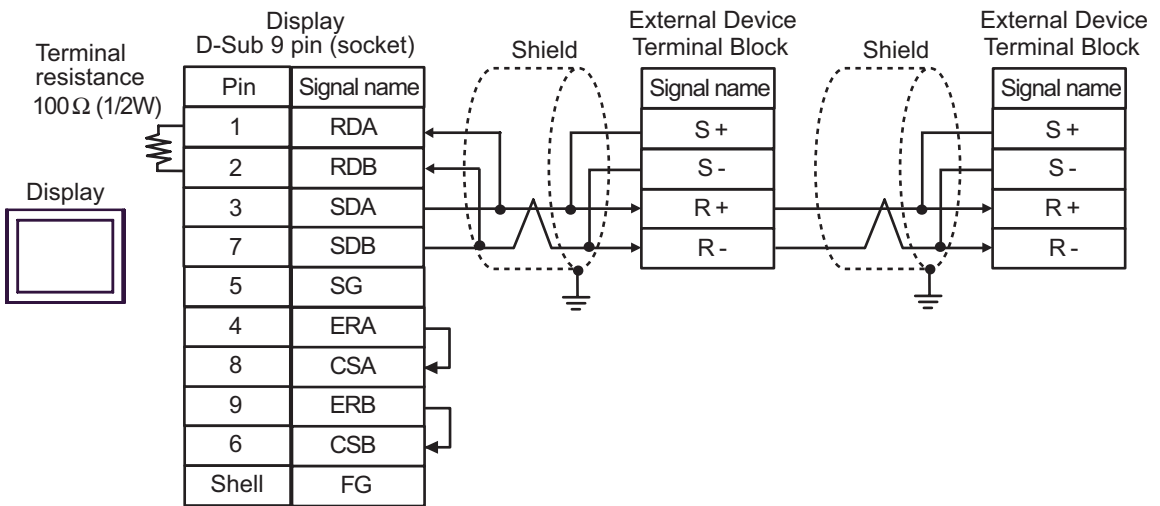 Terminal
resistance
100Ω (1/2W)
Display
Display
D-Sub 9 pin (socket)
Pin Signal name
1 RDA
2 RDB
3 SDA
7 SDB
5 SG
4 ERA
8 CSA
9 ERB
6 CSB
Shell FG
Shield
External Device
Terminal Block
Signal name
S +
S -
R +
R -
Shield
External Device
Terminal Block
Signal name
S +
S -
R +
R -